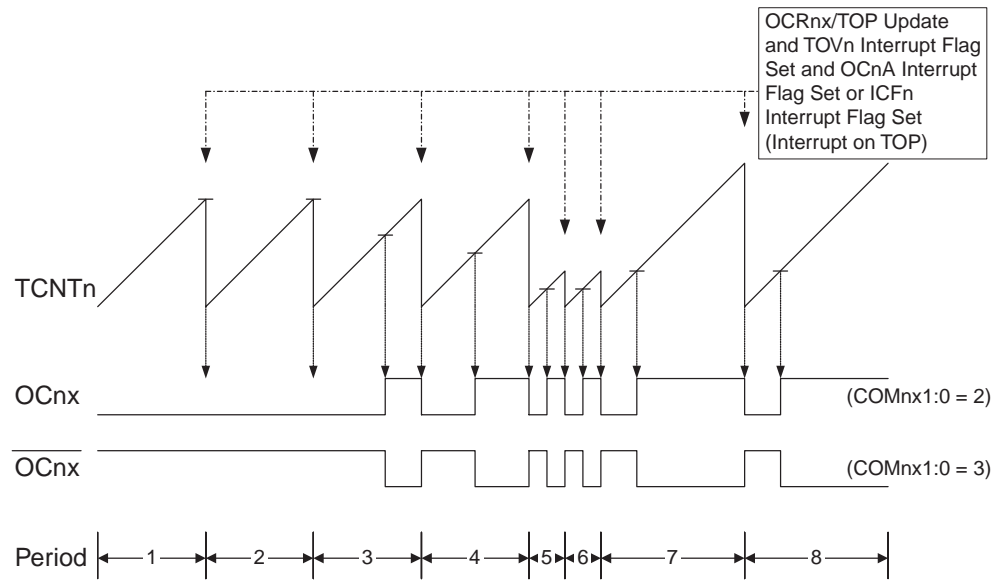 OCRnx/TOP Update
and TOVn Interrupt Flag
Set and OCnA Interrupt
Flag Set or ICFn
Interrupt Flag Set
(Interrupt on TOP)
TCNTn
OCnx
(COMnx1:0 = 2)
OCnx
(COMnx1:0 = 3)
Period
1 2 3 4 5 6 7 8